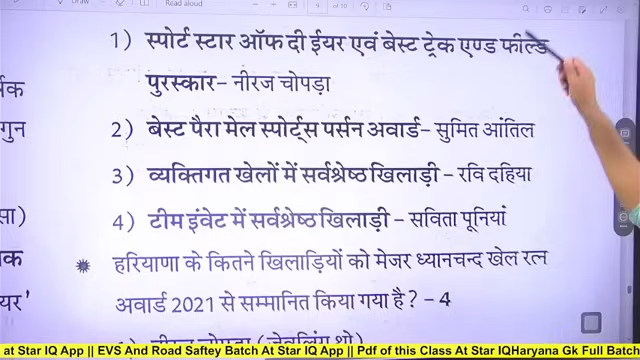 Read aloud
1) स्पोर्ट स्टार ऑफ दी ईयर एवं बेस्ट ट्रेक एण्ड फील्ड
पुरस्कार– नीरज चोपड़ा
2) बेस्ट पैरा मेल स्पोर्ट्स पर्सन अवार्ड– सुमित आंतिल
3) व्यक्तिगत खेलों में सर्वश्रेष्ठ खिलाड़ी – रवि दहिया
4) टीम इंवेट में सर्वश्रेष्ठ खिलाड़ी – सविता पूनियां
हरियाणा के कितने खिलाड़ियों को मेजर ध्यानचन्द खेल रत्न
अवार्ड 2021 से सम्मानित किया गया है? – 4
गुन
सा)
at Star IQ App || EVS And Road Saftey Batch At Star IQ App || Pdf of this Class At Star IQHaryana Gk Full Batch